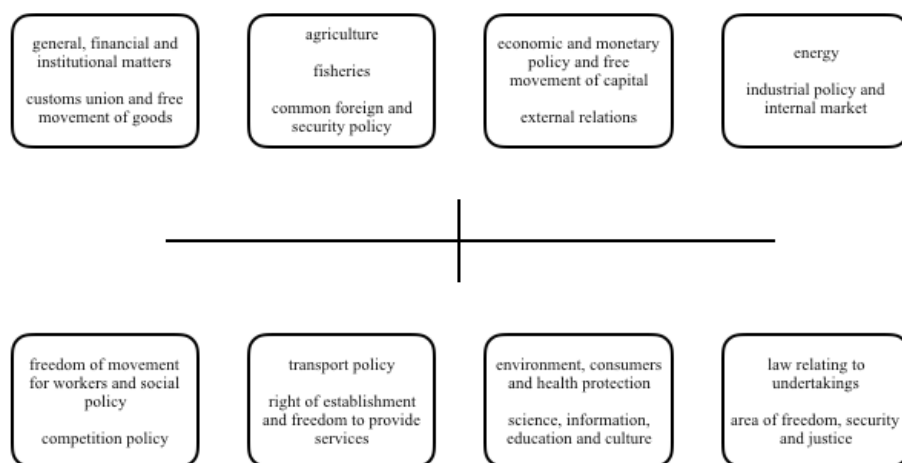 general, financial and
institutional matters
customs union and free
movement of goods
agriculture
fisheries
common foreign and
security policy
economic and monetary
policy and free
movement of capital
external relations
energy
industrial policy and
internal market
freedom of movement
for workers and social
policy
competition policy
transport policy
right of establishment
and freedom to provide
services
environment, consumers
and health protection
science, information,
education and culture
law relating to
undertakings
area of freedom, security
and justice